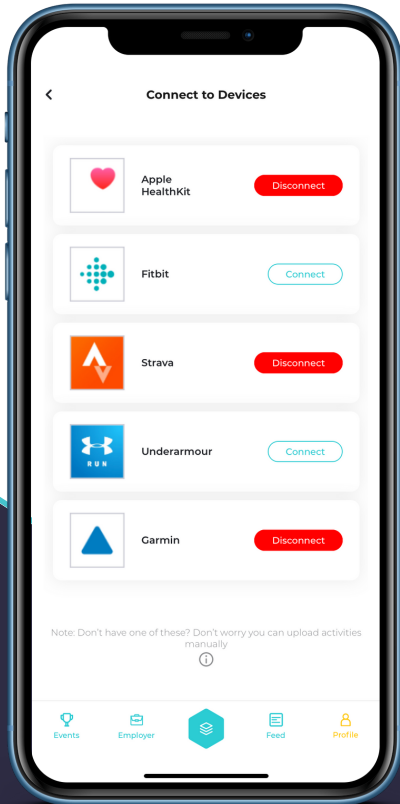 Connect to Devices
Apple
HealthKit
Disconnect
Fitbit
Connect
Strava
Disconnect
RUN
Underarmour
Connect
Garmin
Disconnect
Note: Don't have one of these? Don't worry you can upload activities
manually
Events
Employer
Feed
Profile